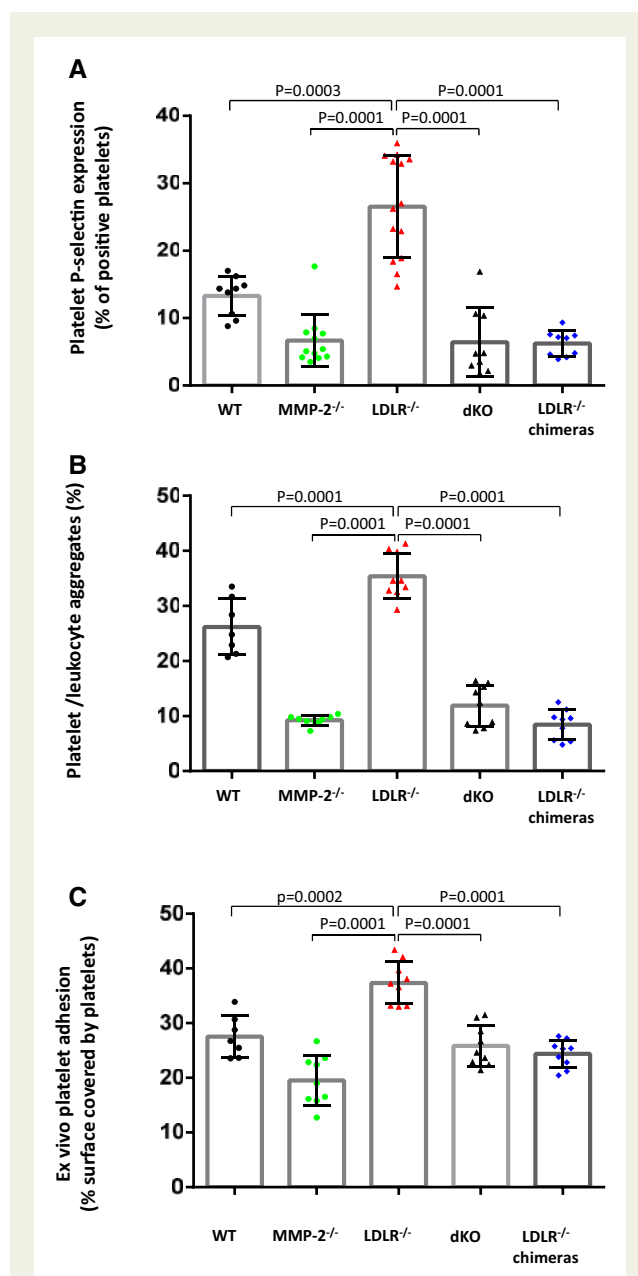 A
P=0.0003 P=0.0001
P=0.0001 P=0.0001
Platelet P-selectin expression
(% of positive platelets)
40
30
20
10
0
WT MMP-2-/- LDLR-/- dKO LDLR-/-
chimeras
B
P=0.0001 P=0.0001
P=0.0001 P=0.0001
Platelet /leukocyte aggregates (%)
50
40
30
20
10
0
WT MMP-2-/- LDLR-/- dKO LDLR-/-
chimeras
C
p=0.0002 P=0.0001
P=0.0001 P=0.0001
Ex vivo platelet adhesion
(% surface covered by platelets)
50
40
30
20
10
0
WT MMP-2-/- LDLR-/- dKO LDLR-/-
chimeras